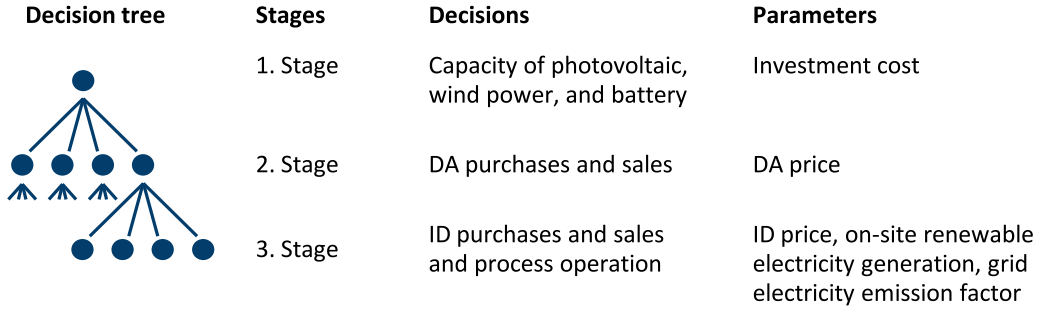 Decision tree Stages Decisions Parameters
1. Stage Capacity of photovoltaic, Investment cost
wind power, and battery
2. Stage DA purchases and sales DA price
3. Stage ID purchases and sales ID price, on-site renewable
and process operation electricity generation, grid
electricity emission factor